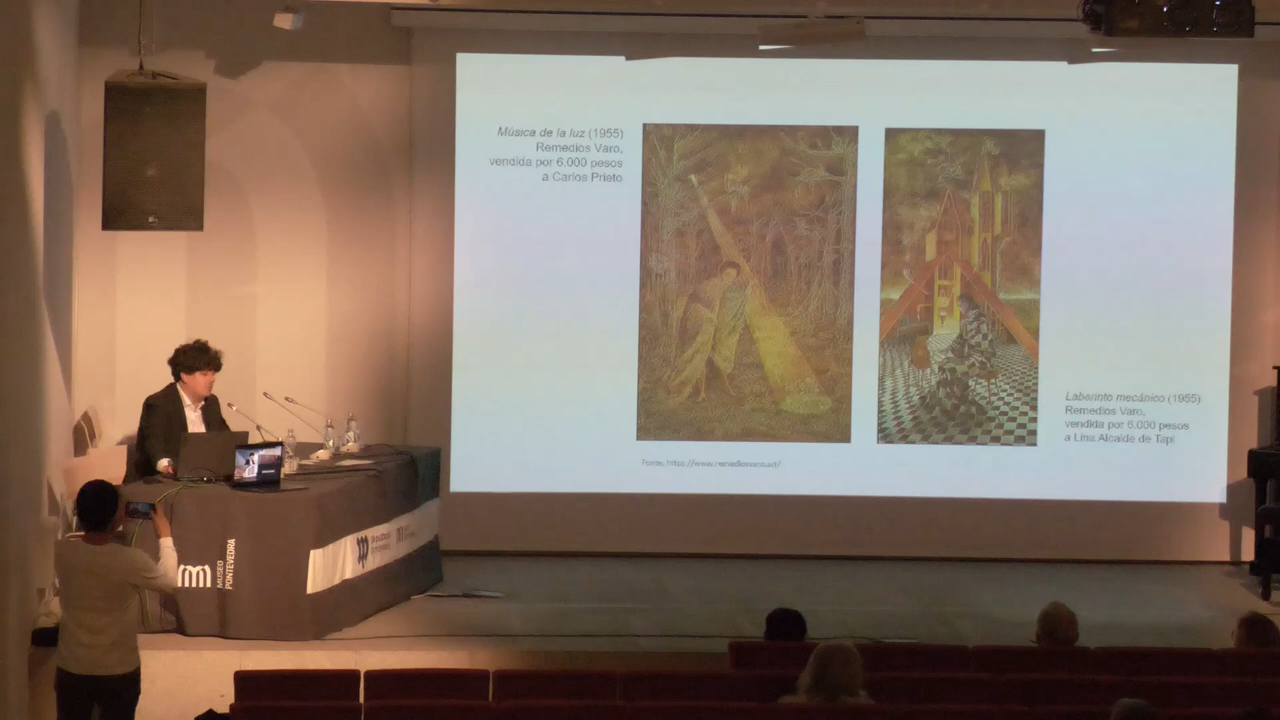 Música de la luz (1955)
Remedios Varo,
vendida por 6,000 pesos
a Carlos Prieto
Laberinto mecánico (1955)
Remedios Varo,
vendida por 6.000 pesos
a Lina Alcaide de Tapi
Fonte, https://www.remediosvaro.art/
MUSEO
PONTEVEDRA